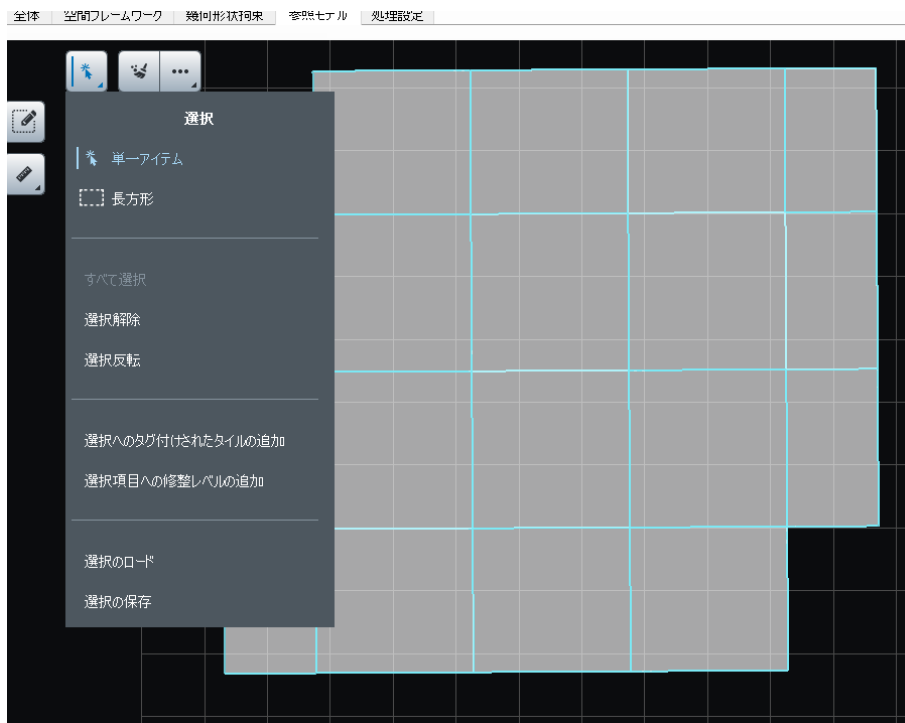 全体 空間フレームワーク 幾何形状拘束 参照モデル 処理設定
選択
単一アイテム
長方形
すべて選択
選択解除
選択反転
選択へのタグ付けされたタイルの追加
選択項目への修整レベルの追加
選択のロード
選択の保存